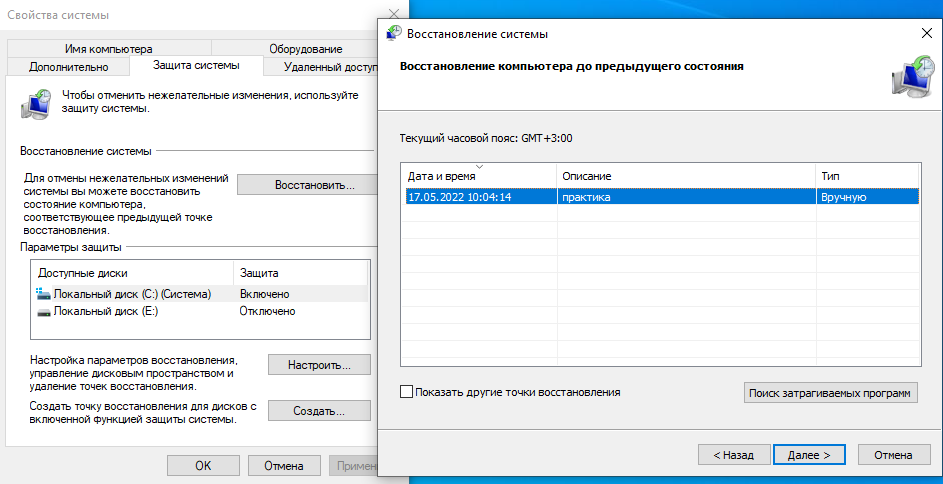 Свойства системы
Имя компьютера
Оборудование
Дополнительно
Защита системы
Удаленный доступ
Чтобы отменить нежелательные изменения, используйте
защиту системы.
Восстановление системы
Для отмены нежелательных изменений
системы вы можете восстановить
состояние компьютера,
соответствующее предыдущей точке
восстановления.
Восстановить...
Параметры защиты
Доступные диски
Защита
Локальный диск (C:) (Система)
Включено
Локальный диск (E:)
Отключено
Настройка параметров восстановления,
управление дисковым пространством и
удаление точек восстановления.
Настроить...
Создать точку восстановления для дисков с
включенной функцией защиты системы.
Создать...
OK
Отмена
Примени
Восстановление системы
Восстановление компьютера до предыдущего состояния
Текущий часовой пояс: GMT+3:00
Дата и время
Описание
Тип
17.05.2022 10:04:14
практика
Вручную
Показать другие точки восстановления
Поиск затрагиваемых программ
< Назад
Далее >
Отмена